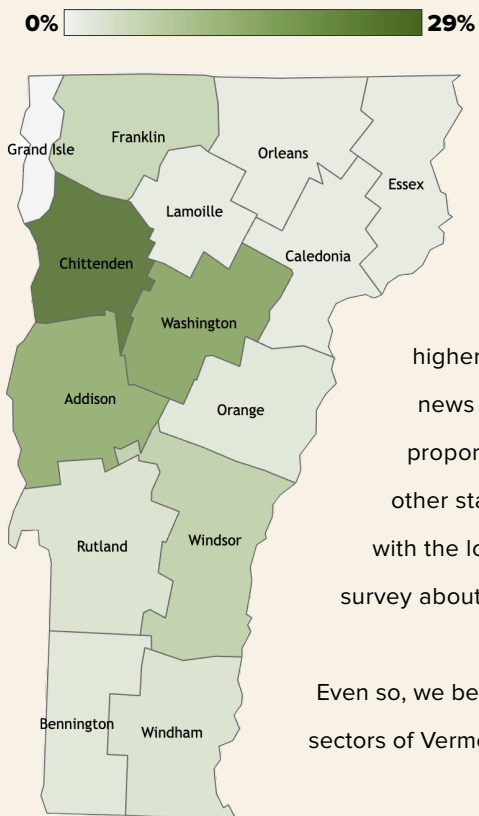 0% 29%
Franklin
Grand Isle
Orleans
Essex
Lamoille
Caledonia
Chittenden
Washington
Addison
Orange
Rutland
Windsor
Bennington
Windham
higher
news
propor
other sta
with the lo
survey about
Even so, we be
sectors of Vermo